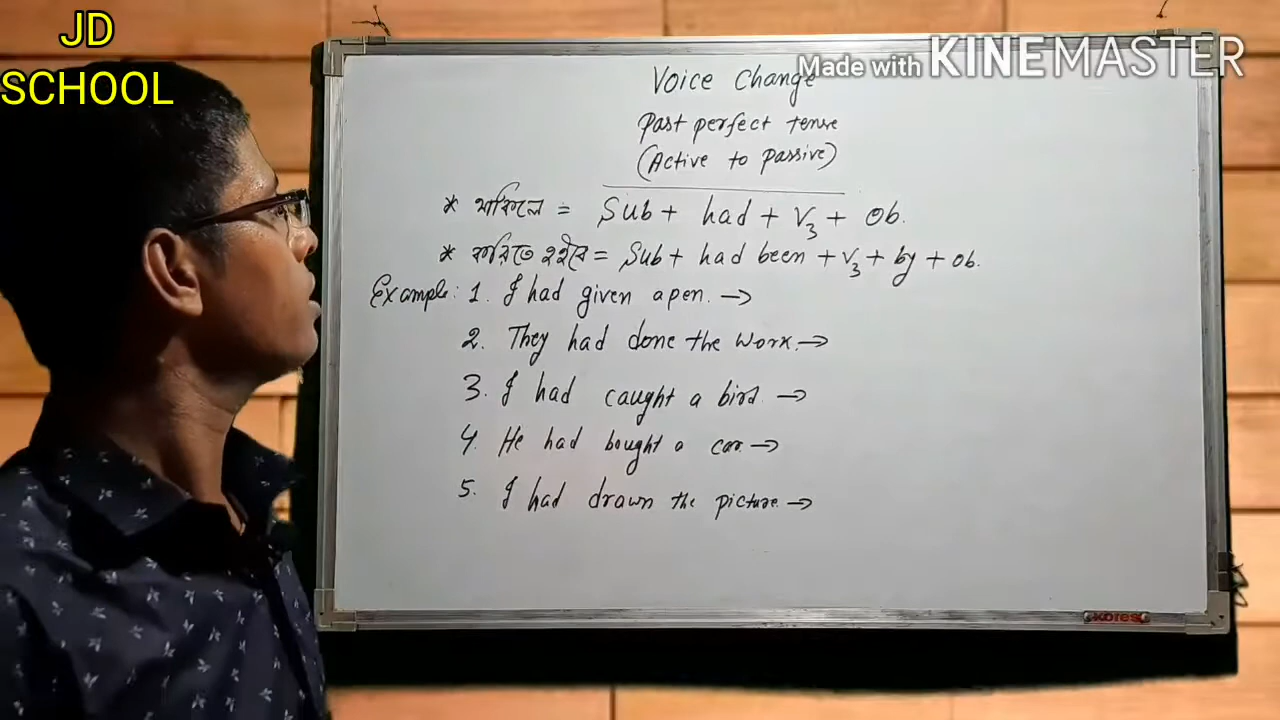 JD
SCHOOL
Made with KINEMASTER
Voice Change
Past perfect tense
(Active to Passive)
* থাকিলে = Sub + had + V3 + Ob.
* করিতে হইবে = Sub + had been + V3 + by + ob.
Example: 1. I had given a pen. →
2. They had done the work. →
3. I had caught a bird. →
4. He had bought a car. →
5. I had drawn the picture. →
kores